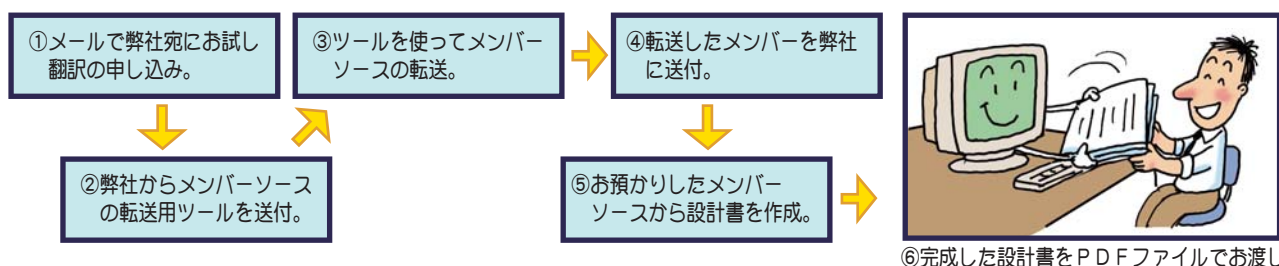 ①メールで弊社宛にお試し
翻訳の申し込み。
②弊社からメンバーソース
の転送用ツールを送付。
③ツールを使ってメンバー
ソースの転送。
④転送したメンバーを弊社
に送付。
⑤お預かりしたメンバー
ソースから設計書を作成。
⑥完成した設計書をＰＤＦファイルでお渡し